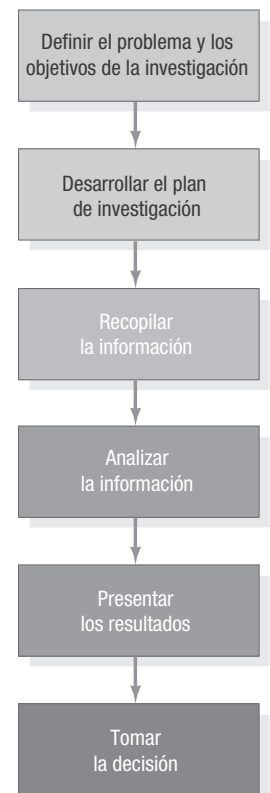 Definir el problema y los
objetivos de la investigación
Desarrollar el plan
de investigación
Recopilar
la información
Analizar
la información
Presentar
los resultados
Tomar
la decisión